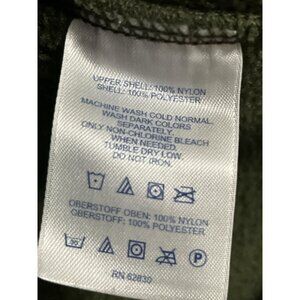 UPPER SHELL: 100% NYLON
SHELL: 100% POLYESTER
MACHINE WASH COLD NORMAL.
WASH DARK COLORS
SEPARATELY.
ONLY NON-CHLORINE BLEACH
WHEN NEEDED.
TUMBLE DRY LOW.
DO NOT IRON.
OBERSTOFF OBEN: 100% NYLON
OBERSTOFF: 100% POLYESTER
30
P
RN 62830